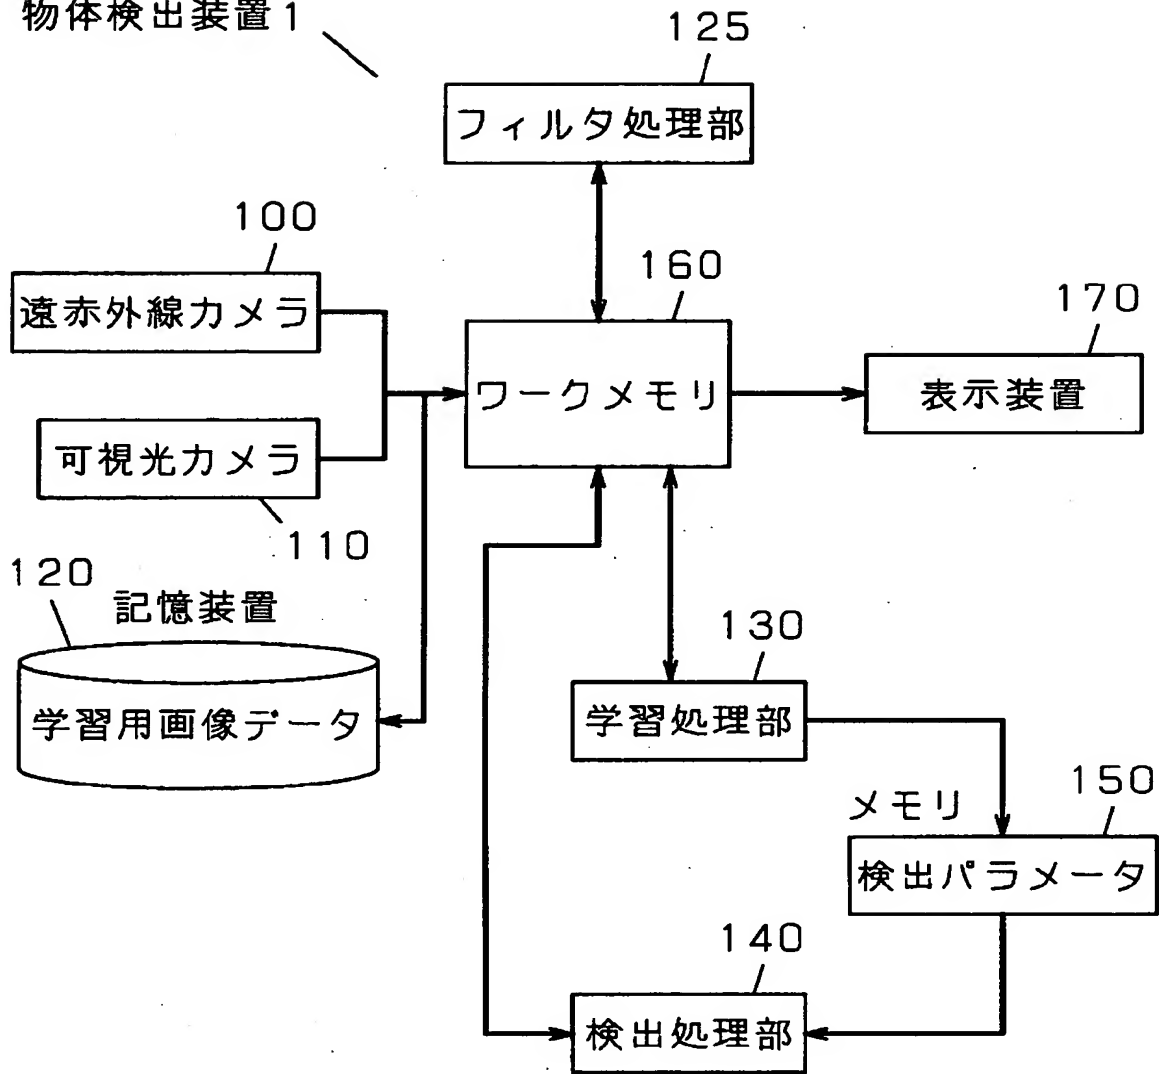 物体検出装置1
125
フィルタ処理部
100
遠赤外線カメラ
160
ワークメモリ
170
表示装置
可視光カメラ
110
120
記憶装置
学習用画像データ
130
学習処理部
150
メモリ
検出パラメータ
140
検出処理部